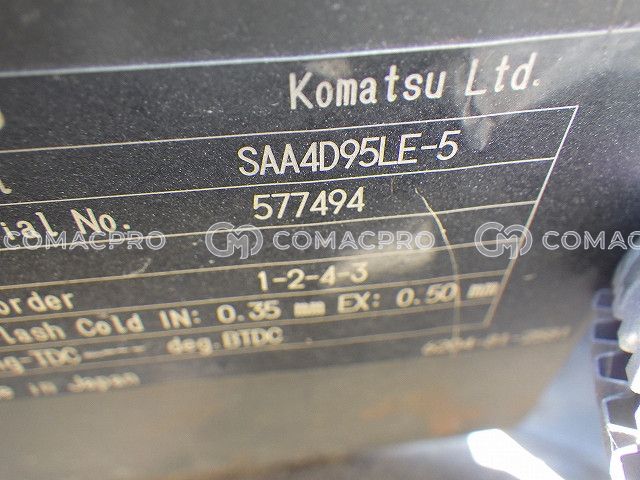 Komatsu Ltd.
SAA4D95LE-5
ial No. 577494
COMACPRO COMACPRO COMACPRO
order 1-2-4-3
lash Cold IN: 0.35 mm EX: 0.50 mm
g-TDC deg.BTDC
in Japan